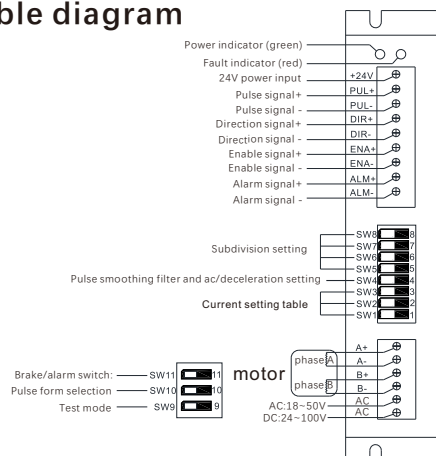 ble diagram
Power indicator (green)
Fault indicator (red)
24V power input +24V
Pulse signal+ PUL+
Pulse signal - PUL-
Direction signal+ DIR+
Direction signal - DIR-
Enable signal+ ENA+
Enable signal - ENA-
Alarm signal+ ALM+
Alarm signal - ALM-
SW8 8
Subdivision setting SW7 7
SW6 6
SW5 5
Pulse smoothing filter and ac/deceleration setting SW4 4
SW3 3
Current setting table SW2 2
SW1 1
Brake/alarm switch: SW11 11
Pulse form selection SW10 10
Test mode SW9 9
motor
phase A A+
A-
phase B B+
B-
AC:18~50V AC
DC:24~100V AC